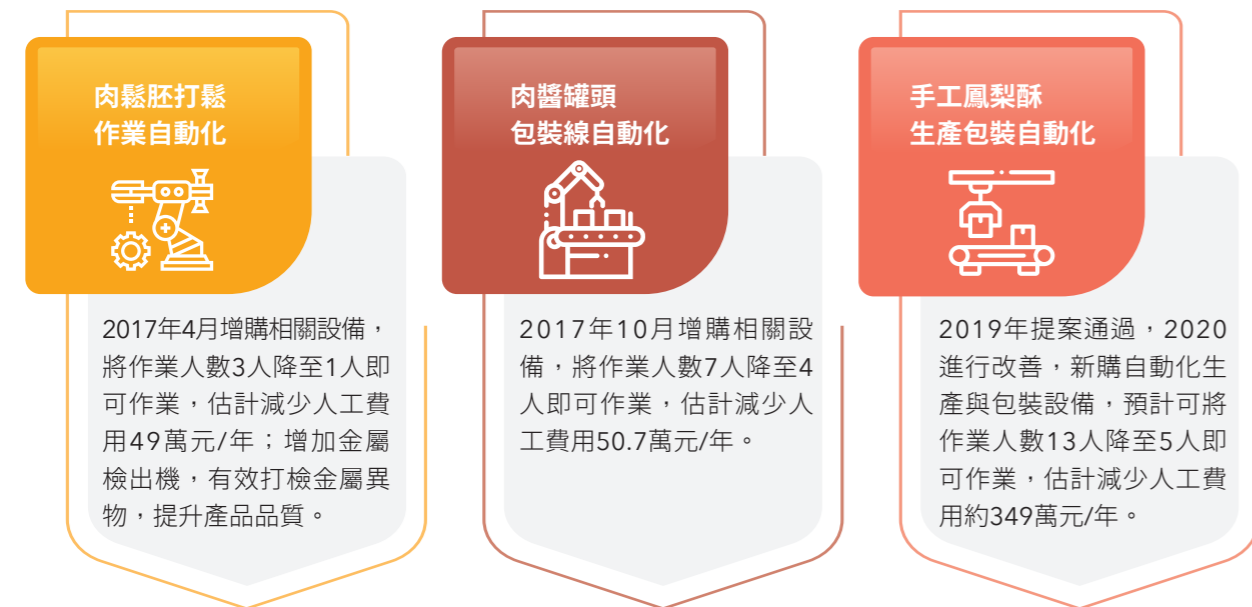 肉鬆胚打鬆
作業自動化
2017年4月增購相關設備，
將作業人數3人降至1人即
可作業，估計減少人工費
用49萬元/年；增加金屬
檢出機，有效打檢金屬異
物，提升產品品質。
肉醬罐頭
包裝線自動化
2017年10月增購相關設
備，將作業人數7人降至4
人即可作業，估計減少人
工費用50.7萬元/年。
手工鳳梨酥
生產包裝自動化
2019年提案通過，2020
進行改善，新購自動化生
產與包裝設備，預計可將
作業人數13人降至5人即
可作業，估計減少人工費
用約349萬元/年。